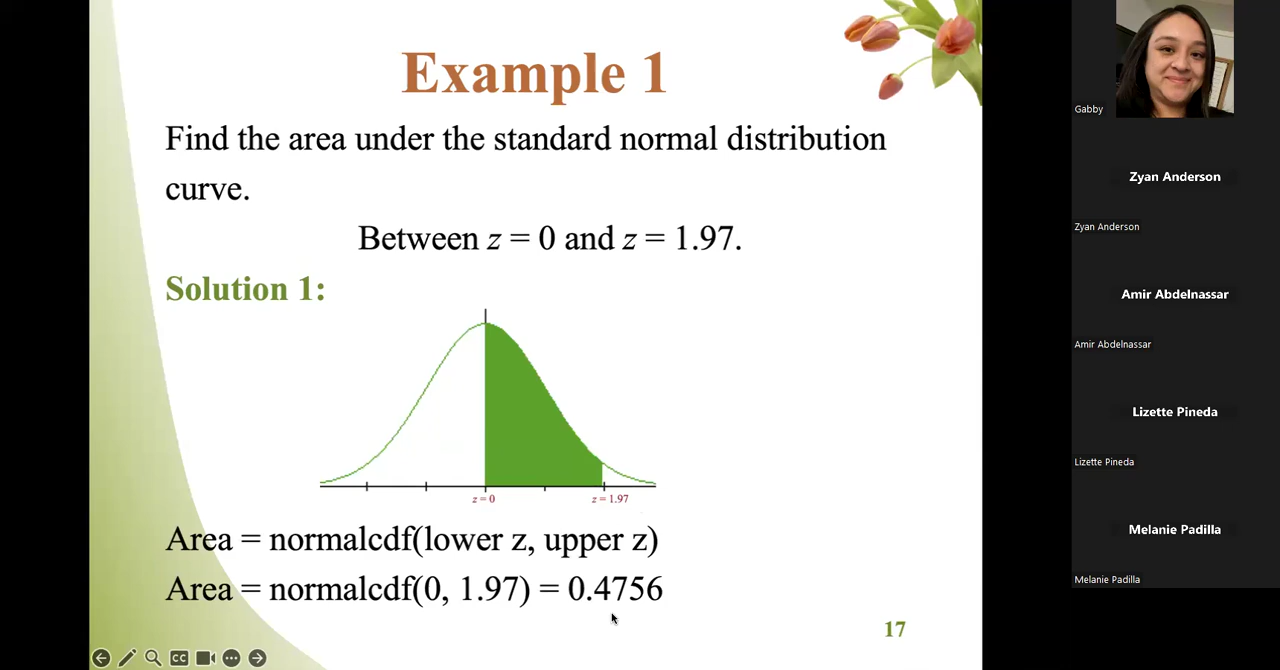 Example 1
Find the area under the standard normal distribution
curve.
Between z = 0 and z = 1.97.
Solution 1:
z = 0
z = 1.97
Area = normalcdf(lower z, upper z)
Area = normalcdf(0, 1.97) = 0.4756
17
CC
Gabby
Zyan Anderson
Zyan Anderson
Amir Abdelnassar
Amir Abdelnassar
Lizette Pineda
Lizette Pineda
Melanie Padilla
Melanie Padilla